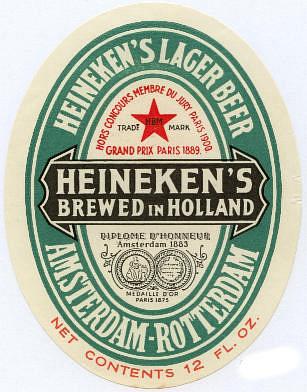 HEINEKEN'S LAGER BEER
HORS CONCOURS MEMBRE DU JURY PARIS 1900
HBM
TRADE MARK
GRAND PRIX PARIS 1889.
HEINEKEN'S
BREWED IN HOLLAND
DIPLOME D'HONNEUR
Amsterdam 1883
MEDAILLE D'OR
PARIS 1875
AMSTERDAM-ROTTERDAM
NET CONTENTS 12 FL. OZ.